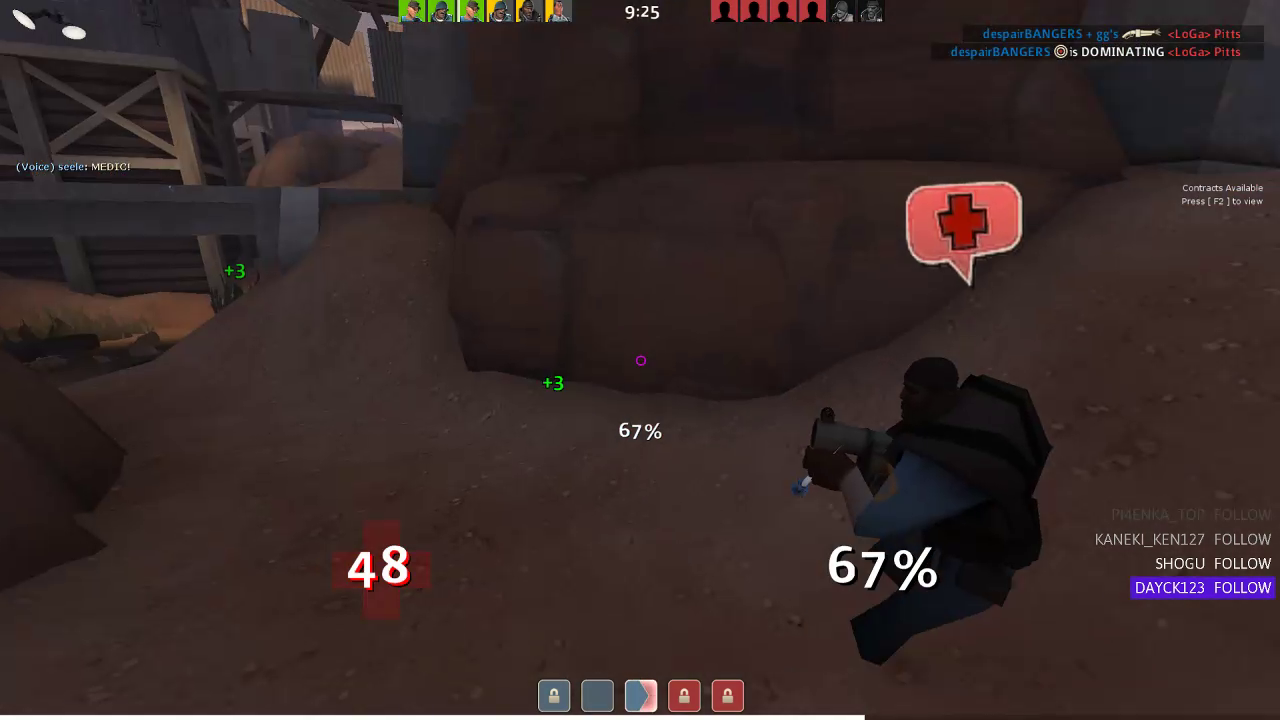 9:25
despairBANGERS + gg's <LoGa> Pitts
despairBANGERS is DOMINATING <LoGa> Pitts
(Voice) seele: MEDIC!
Contracts Available
Press [ F2 ] to view
+3
+3
67%
PMENKA_TOP FOLLOW
KANEKI_KEN127 FOLLOW
SHOGU FOLLOW
DAYCK123 FOLLOW
48
67%